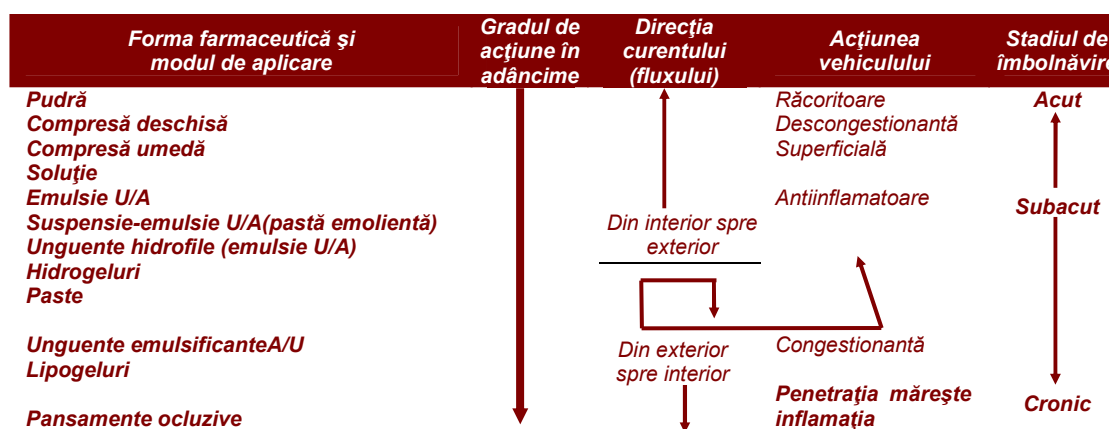 Forma farmaceutică şi
modul de aplicare
Gradul de
acţiune în
adâncime
Direcţia
curentului
(fluxului)
Acţiunea
vehiculului
Stadiul de
îmbolnăvire
Pudră
Răcoritoare
Acut
Compresă deschisă
Descongestionantă
Compresă umedă
Superficială
Soluţie
Emulsie U/A
Antiinflamatoare
Suspensie-emulsie U/A(pastă emolientă)
Din interior spre
exterior
Subacut
Unguente hidrofile (emulsie U/A)
Hidrogeluri
Paste
Unguente emulsificanteA/U
Din exterior
spre interior
Congestionantă
Lipogeluri
Penetraţia măreşte
inflamaţia
Cronic
Pansamente ocluzive